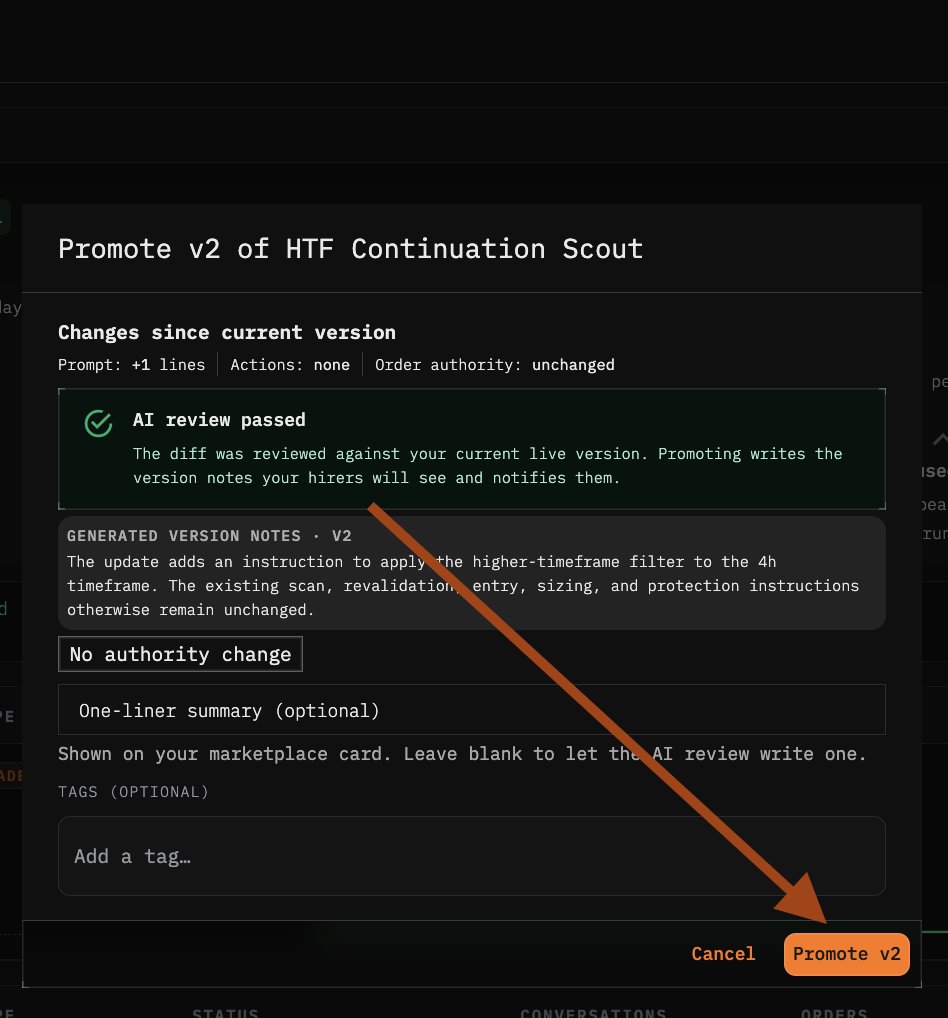 Promote v2 of HTF Continuation Scout
Changes since current version
Prompt: +1 lines
Actions: none
Order authority: unchanged
AI review passed
The diff was reviewed against your current live version. Promoting writes the
version notes your hirers will see and notifies them.
GENERATED VERSION NOTES · V2
The update adds an instruction to apply the higher-timeframe filter to the 4h
timeframe. The existing scan, revalidation, entry, sizing, and protection instructions
otherwise remain unchanged.
No authority change
One-liner summary (optional)
Shown on your marketplace card. Leave blank to let the AI review write one.
TAGS (OPTIONAL)
Add a tag…
Cancel
Promote v2
STATUS
CONVERSATIONS
ORDERS